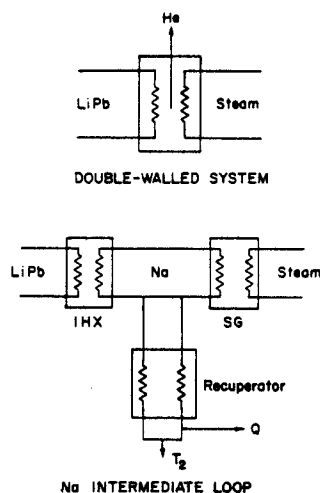 He
LiPb Steam
DOUBLE-WALLED SYSTEM
LiPb Na Steam
IHX SG
Recuperator
Q
T2
Na INTERMEDIATE LOOP